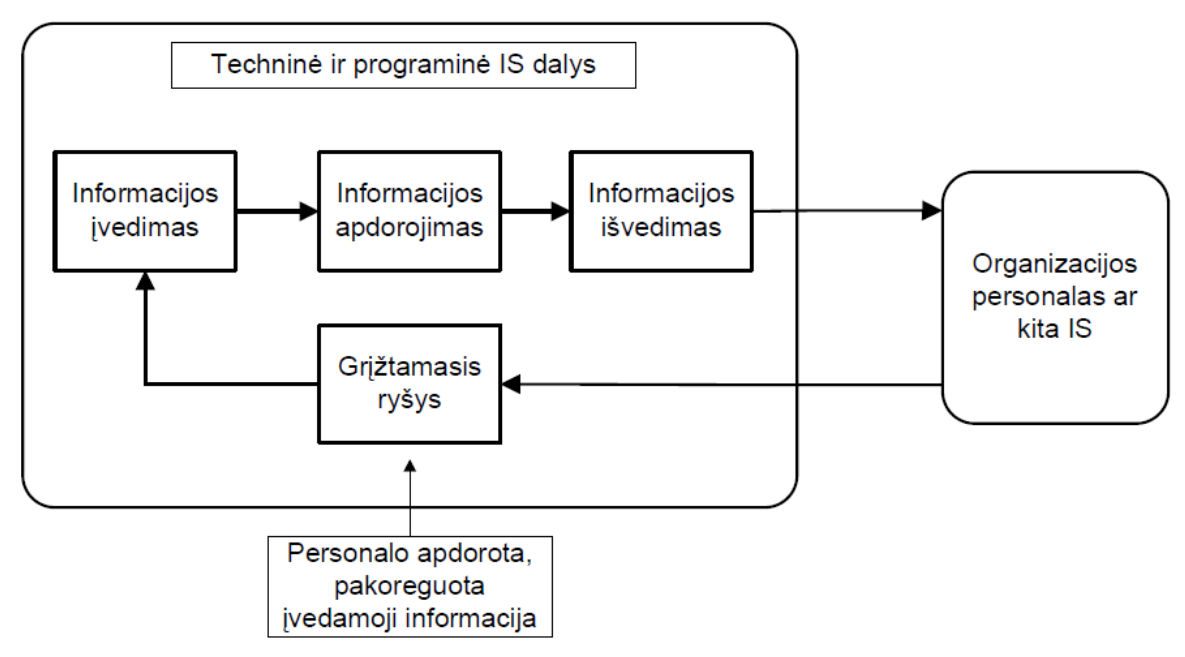 Techninė ir programinė IS dalys
Informacijos
įvedimas
Informacijos
apdorojimas
Informacijos
išvedimas
Organizacijos
personalas ar
kita IS
Grįžtamasis
ryšys
Personalo apdorota,
pakoreguota
įvedamoji informacija